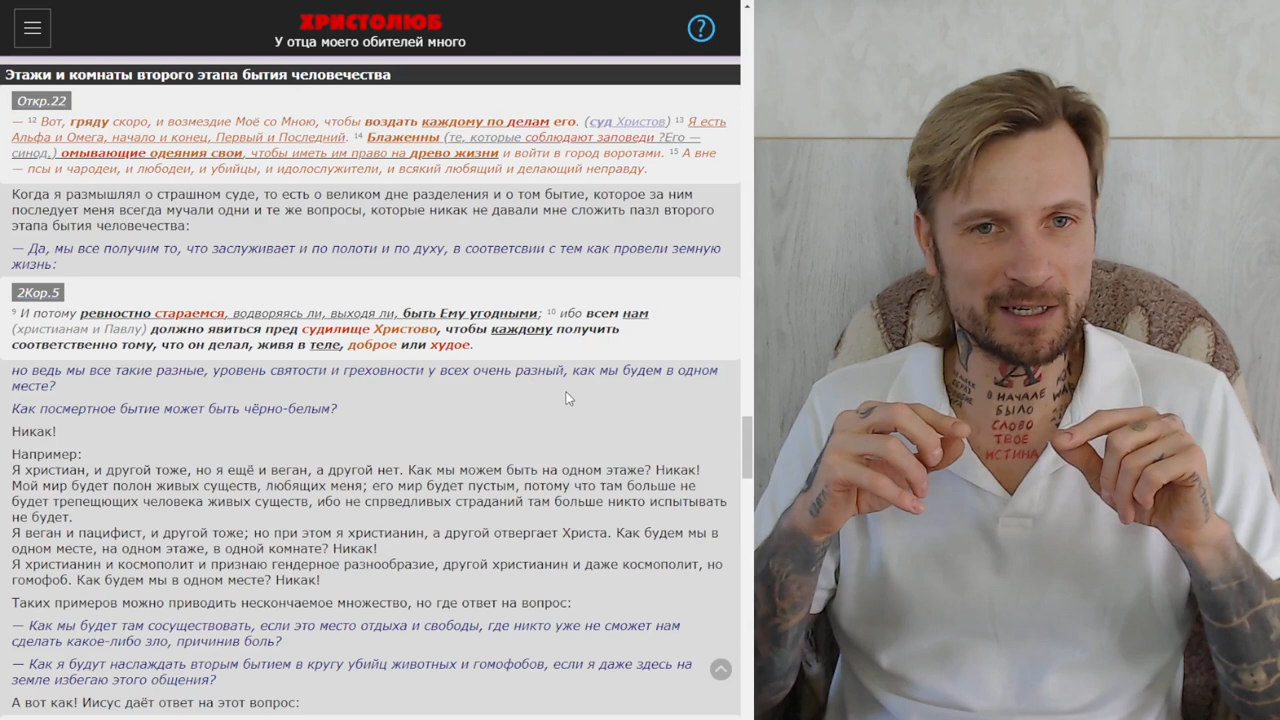 ХРИСТОЛЮБ
У отца моего обителей много
Этажи и комнаты второго этапа бытия человечества
Откр.22
— 12 Вот, гряду скоро, и возмездие Моё со Мною, чтобы воздать каждому по делам его. (суд Христов) 13 Я есть
Альфа и Омега, начало и конец, Первый и Последний. 14 Блаженны (те, которые соблюдают заповеди ?Его —
синод.) омывающие одеяния свои, чтобы иметь им право на древо жизни и войти в город воротами. 15 А вне
— псы и чародеи, и любодеи, и убийцы, и идолослужители, и всякий любящий и делающий неправду.
Когда я размышлял о страшном суде, то есть о великом дне разделения и о том бытие, которое за ним
последует меня всегда мучали одни и те же вопросы, которые никак не давали мне сложить пазл второго
этапа бытия человечества:
— Да, мы все получим то, что заслуживает и по полоти и по духу, в соответсвии с тем как провели земную
жизнь:
2Кор.5
9 И потому ревностно стараемся, водворяясь ли, выходя ли, быть Ему угодными; 10 ибо всем нам
(христианам и Павлу) должно явиться пред судилище Христово, чтобы каждому получить
соответственно тому, что он делал, живя в теле, доброе или худое.
но ведь мы все такие разные, уровень святости и греховности у всех очень разный, как мы будем в одном
месте?
Как посмертное бытие может быть чёрно-белым?
Никак!
Например:
Я христиан, и другой тоже, но я ещё и веган, а другой нет. Как мы можем быть на одном этаже? Никак!
Мой мир будет полон живых существ, любящих меня; его мир будет пустым, потому что там больше не
будет трепещющих человека живых существ, ибо не спрведливых страданий там больше никто испытывать
не будет.
Я веган и пацифист, и другой тоже; но при этом я христианин, а другой отвергает Христа. Как будем мы в
одном месте, на одном этаже, в одной комнате? Никак!
Я христианин и космополит и признаю гендерное разнообразие, другой христианин и даже космополит, но
гомофоб. Как будем мы в одном месте? Никак!
Таких примеров можно приводить нескончаемое множество, но где ответ на вопрос:
— Как мы будет там сосуществовать, если это место отдыха и свободы, где никто уже не сможет нам
сделать какое-либо зло, причинив боль?
— Как я будут наслаждать вторым бытием в кругу убийц животных и гомофобов, если я даже здесь на
земле избегаю этого общения?
А вот как! Иисус даёт ответ на этот вопрос:
В НАЧАЛЕ
БЫЛО
СЛОВО
ТВОЕ
ИСТИНА